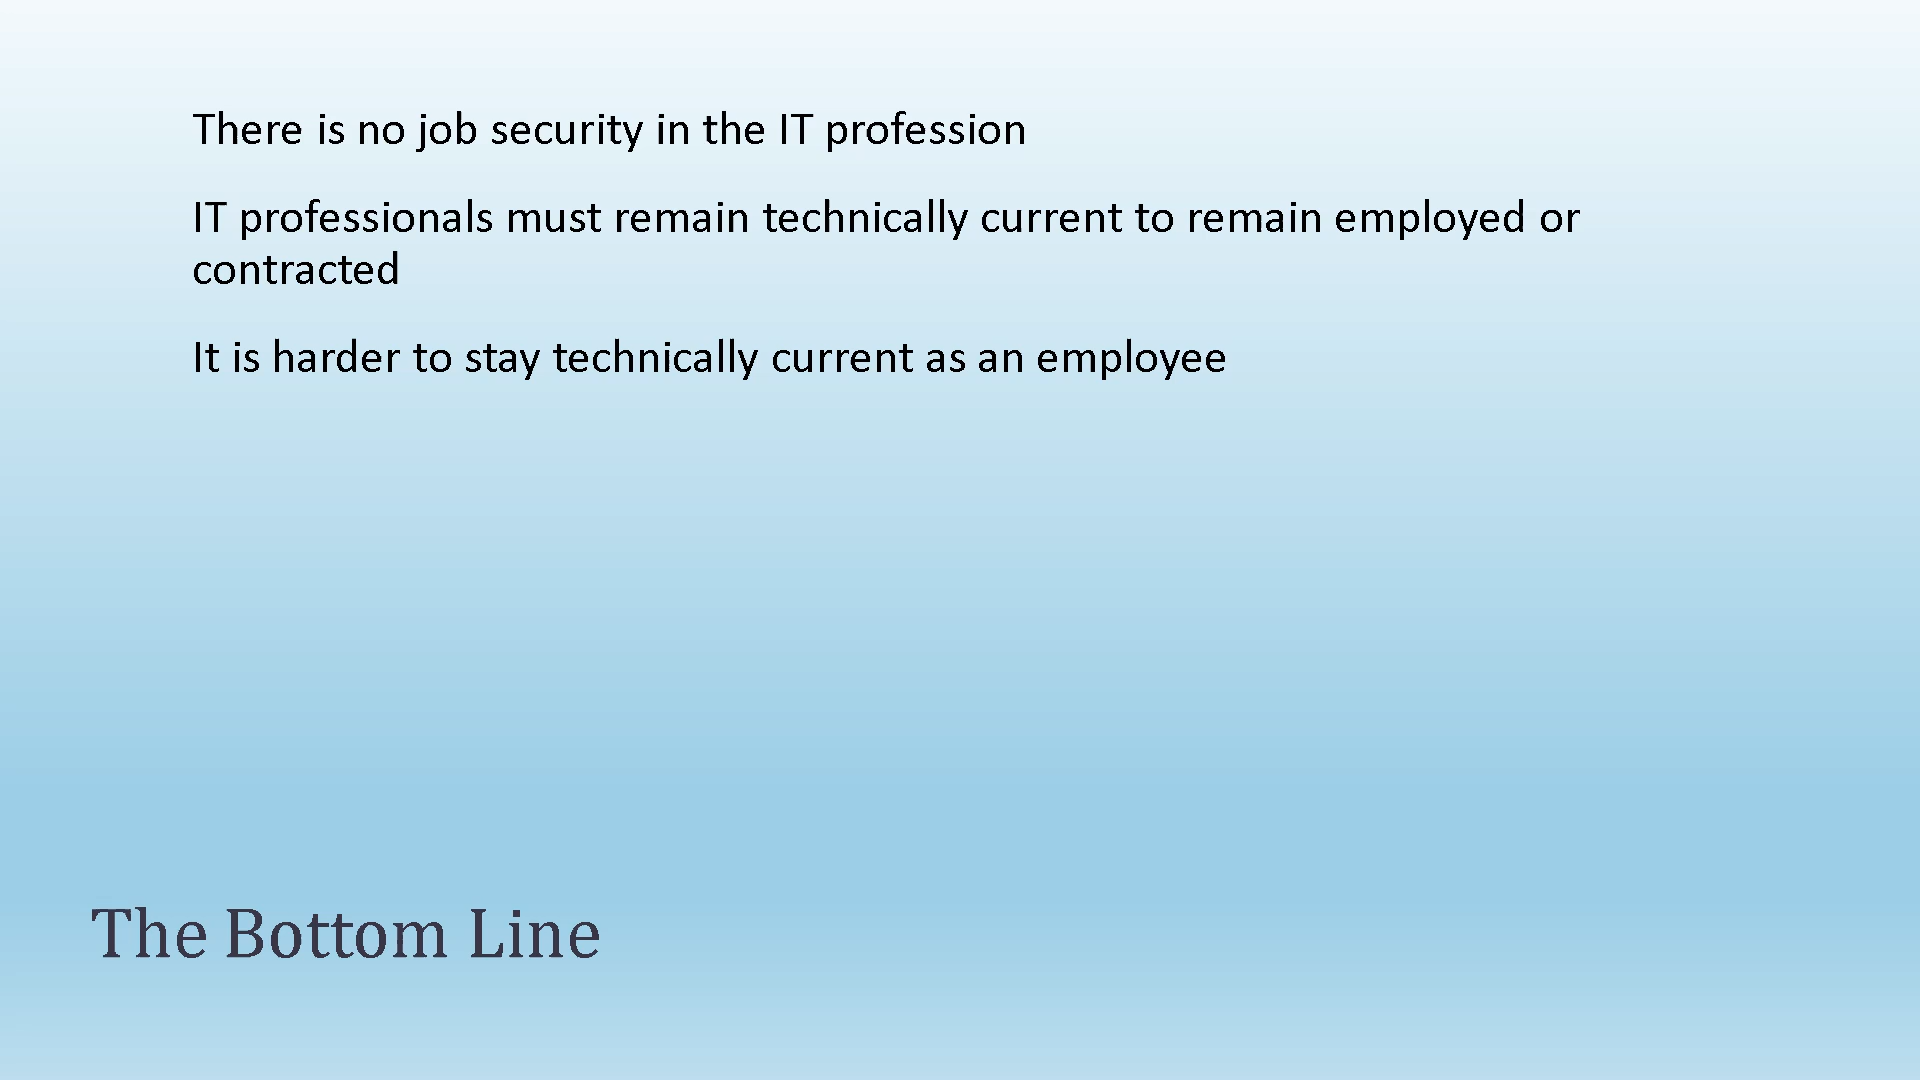 There is no job security in the IT profession
IT professionals must remain technically current to remain employed or
contracted
It is harder to stay technically current as an employee
The Bottom Line